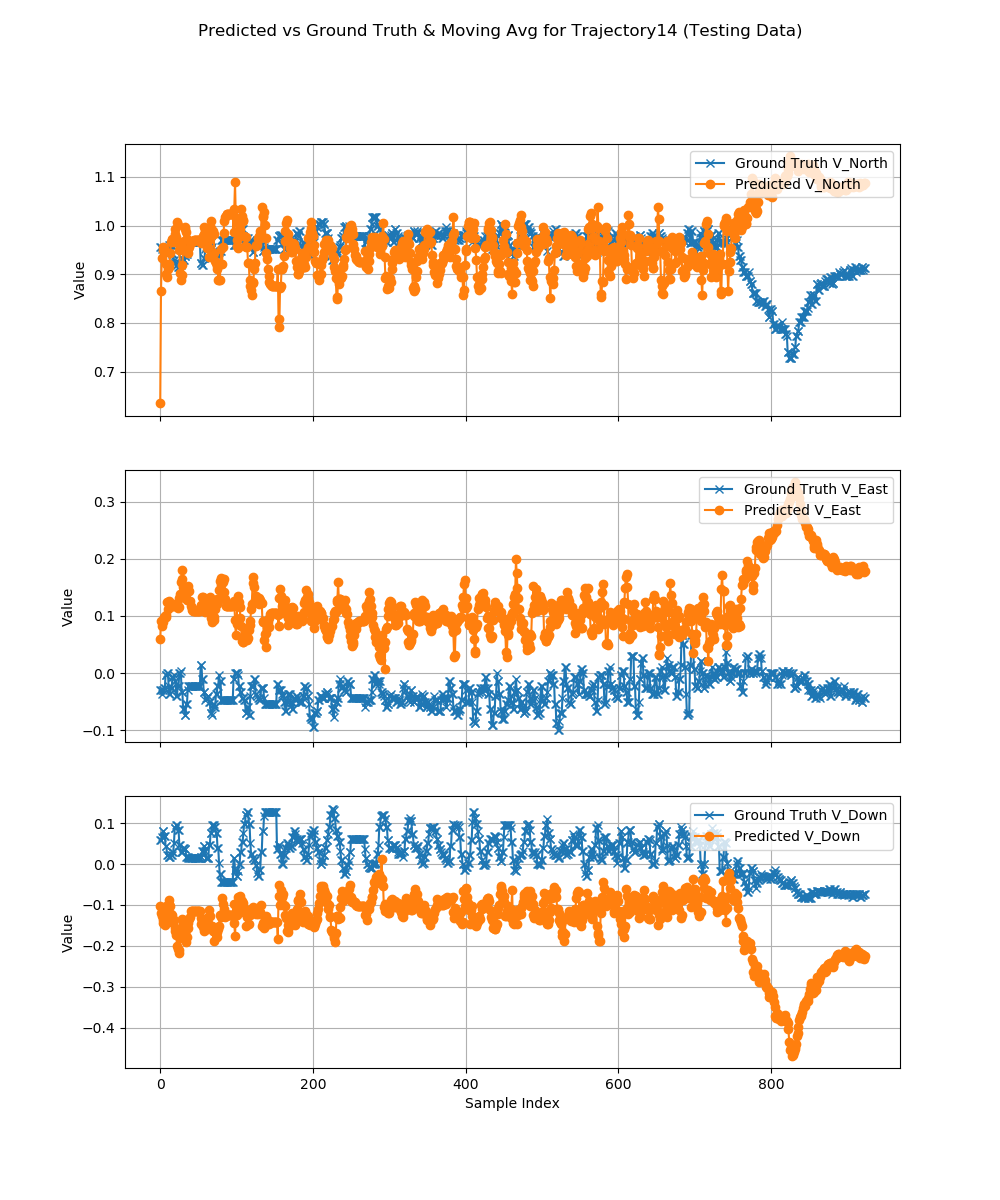 Predicted vs Ground Truth & Moving Avg for Trajectory14 (Testing Data)
1.1
1.0
0.9
0.8
0.7
Value
Ground Truth V_North
Predicted V_North
0.3
0.2
0.1
0.0
−0.1
Value
Ground Truth V_East
Predicted V_East
0.1
0.0
−0.1
−0.2
−0.3
−0.4
Value
Ground Truth V_Down
Predicted V_Down
0 200 400 600 800
Sample Index